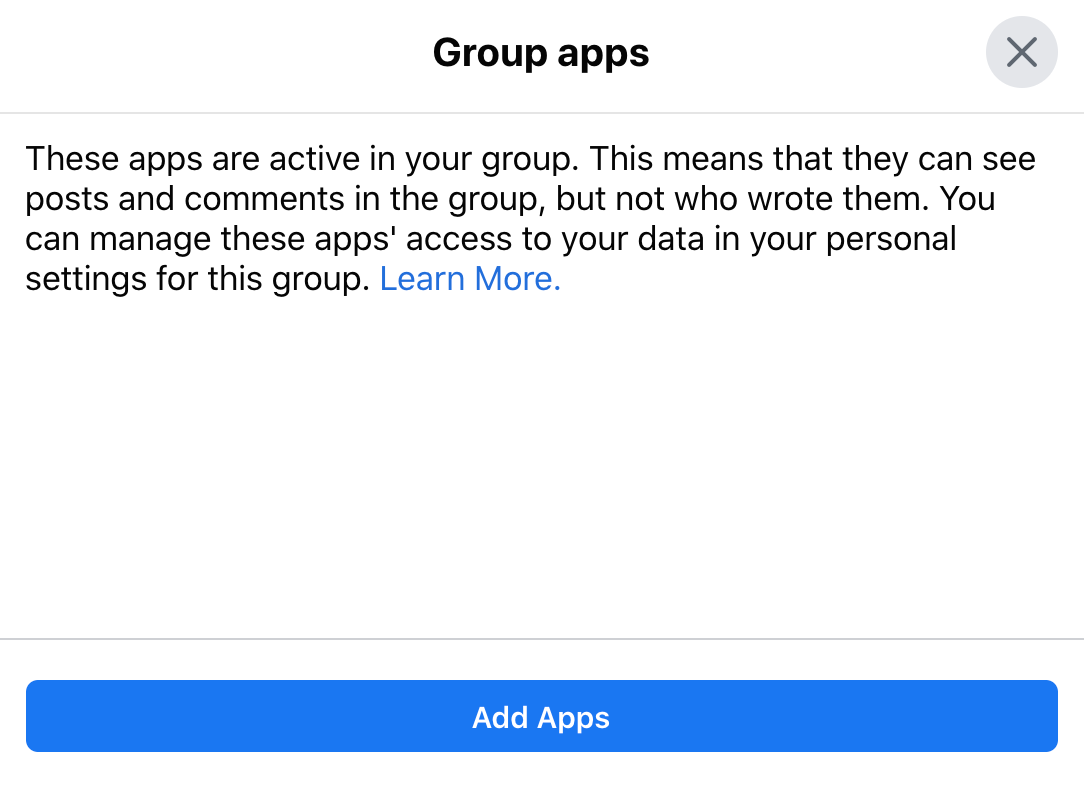 Group apps
These apps are active in your group. This means that they can see
posts and comments in the group, but not who wrote them. You
can manage these apps' access to your data in your personal
settings for this group. Learn More.
Add Apps